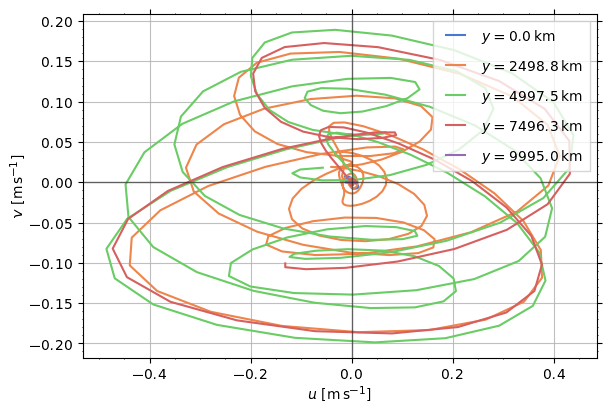 0.20
0.15
0.10
0.05
0.00
−0.05
−0.10
−0.15
−0.20
v [m s⁻¹]
−0.4
−0.2
0.0
0.2
0.4
u [m s⁻¹]
y = 0.0 km
y = 2498.8 km
y = 4997.5 km
y = 7496.3 km
y = 9995.0 km